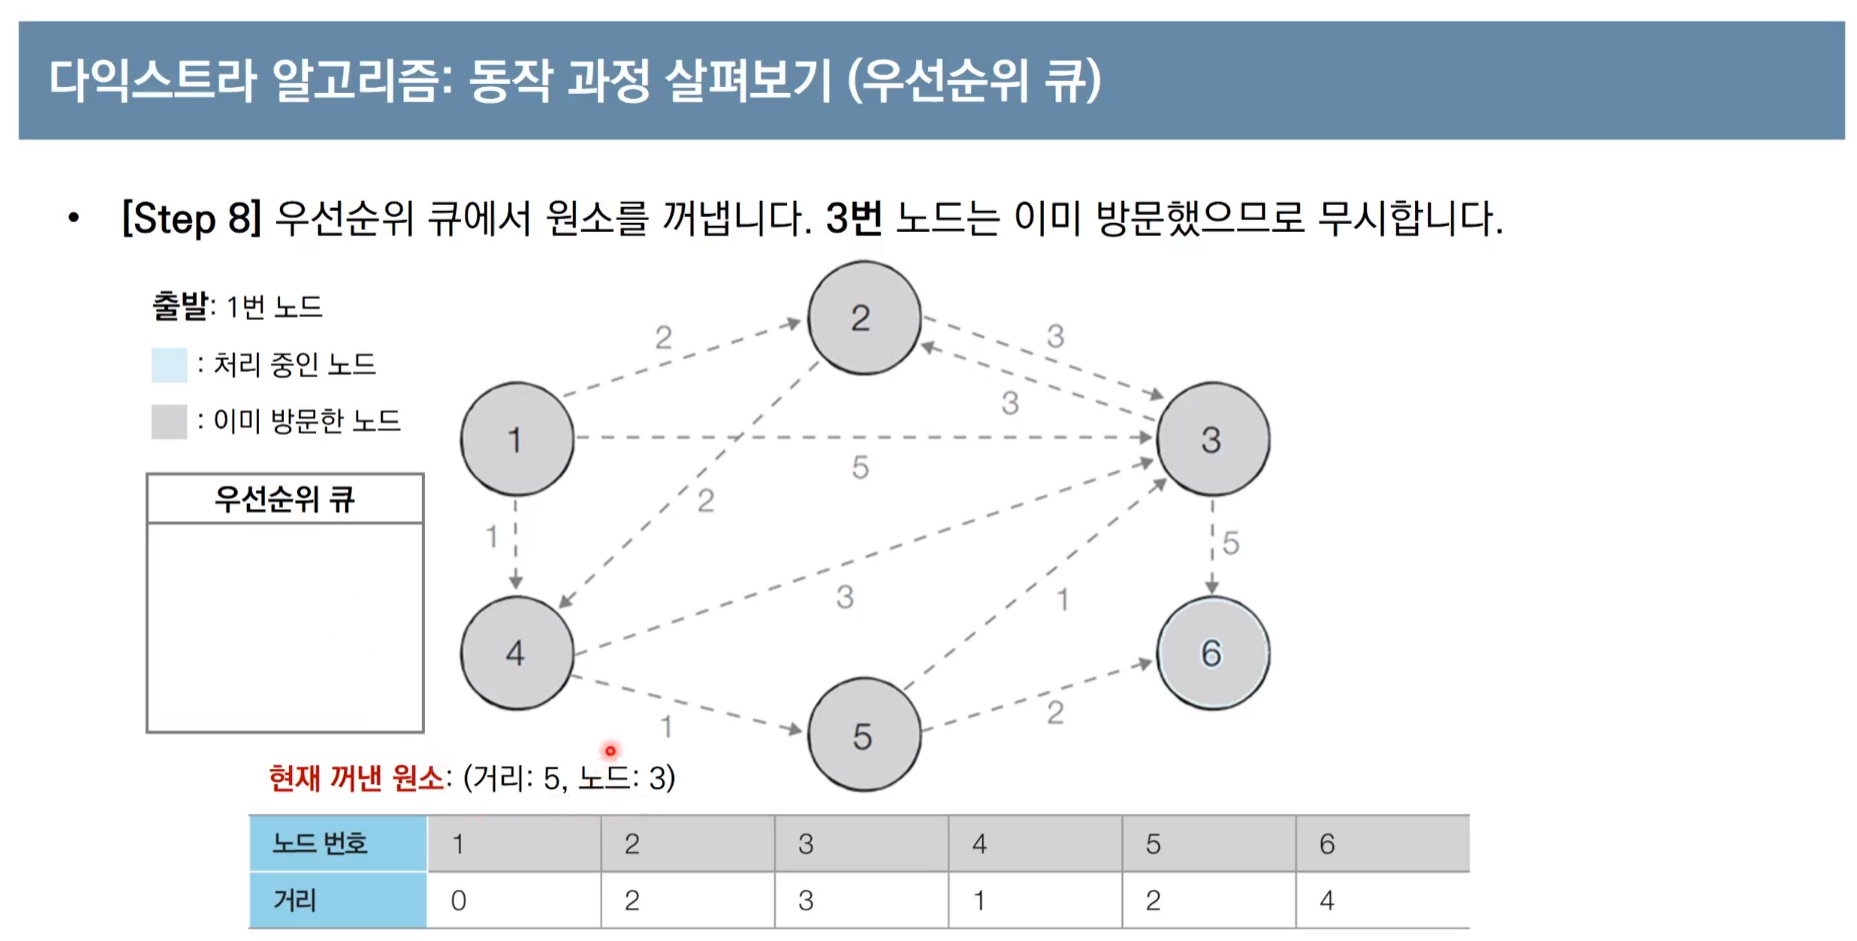 다익스트라 알고리즘: 동작 과정 살펴보기 (우선순위 큐)
• [Step 8] 우선순위 큐에서 원소를 꺼냅니다. 3번 노드는 이미 방문했으므로 무시합니다.
출발: 1번 노드
: 처리 중인 노드
: 이미 방문한 노드
우선순위 큐
2
2
3
3
1
3
5
2
1
5
3
1
4
6
2
1
5
현재 꺼낸 원소: (거리: 5, 노드: 3)
노드 번호 1 2 3 4 5 6
거리 0 2 3 1 2 4